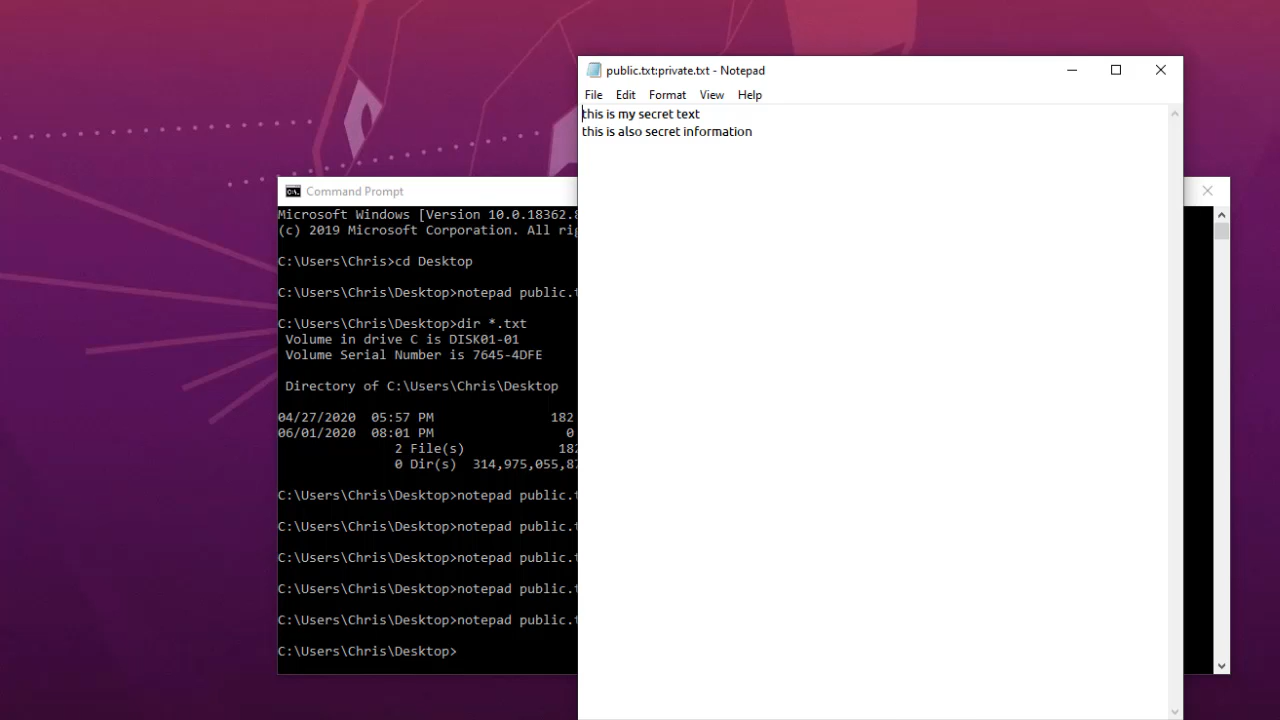 public.txt:private.txt - Notepad
File Edit Format View Help
this is my secret text
this is also secret information
Command Prompt
Microsoft Windows [Version 10.0.18362.
(c) 2019 Microsoft Corporation. All
C:\Users\Chris>cd Desktop
C:\Users\Chris\Desktop>notepad public.
C:\Users\Chris\Desktop>dir *.txt
Volume in drive C is DISK01-01
Volume Serial Number is 7645-4DFE
Directory of C:\Users\Chris\Desktop
04/27/2020 05:57 PM 182
06/01/2020 08:01 PM 0
2 File(s) 182
0 Dir(s) 314,975,055,8
C:\Users\Chris\Desktop>notepad public.
C:\Users\Chris\Desktop>notepad public.
C:\Users\Chris\Desktop>notepad public.
C:\Users\Chris\Desktop>notepad public.
C:\Users\Chris\Desktop>notepad public.
C:\Users\Chris\Desktop>